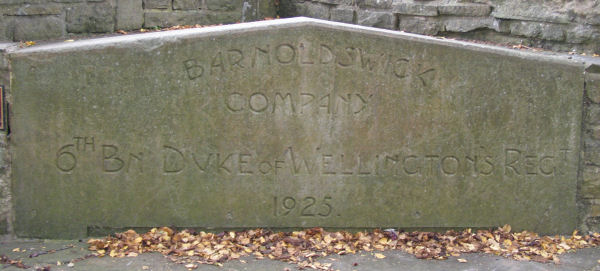 BARNOLDSWICK
COMPANY
6TH BN DUKE OF WELLINGTON'S REGT
1925.